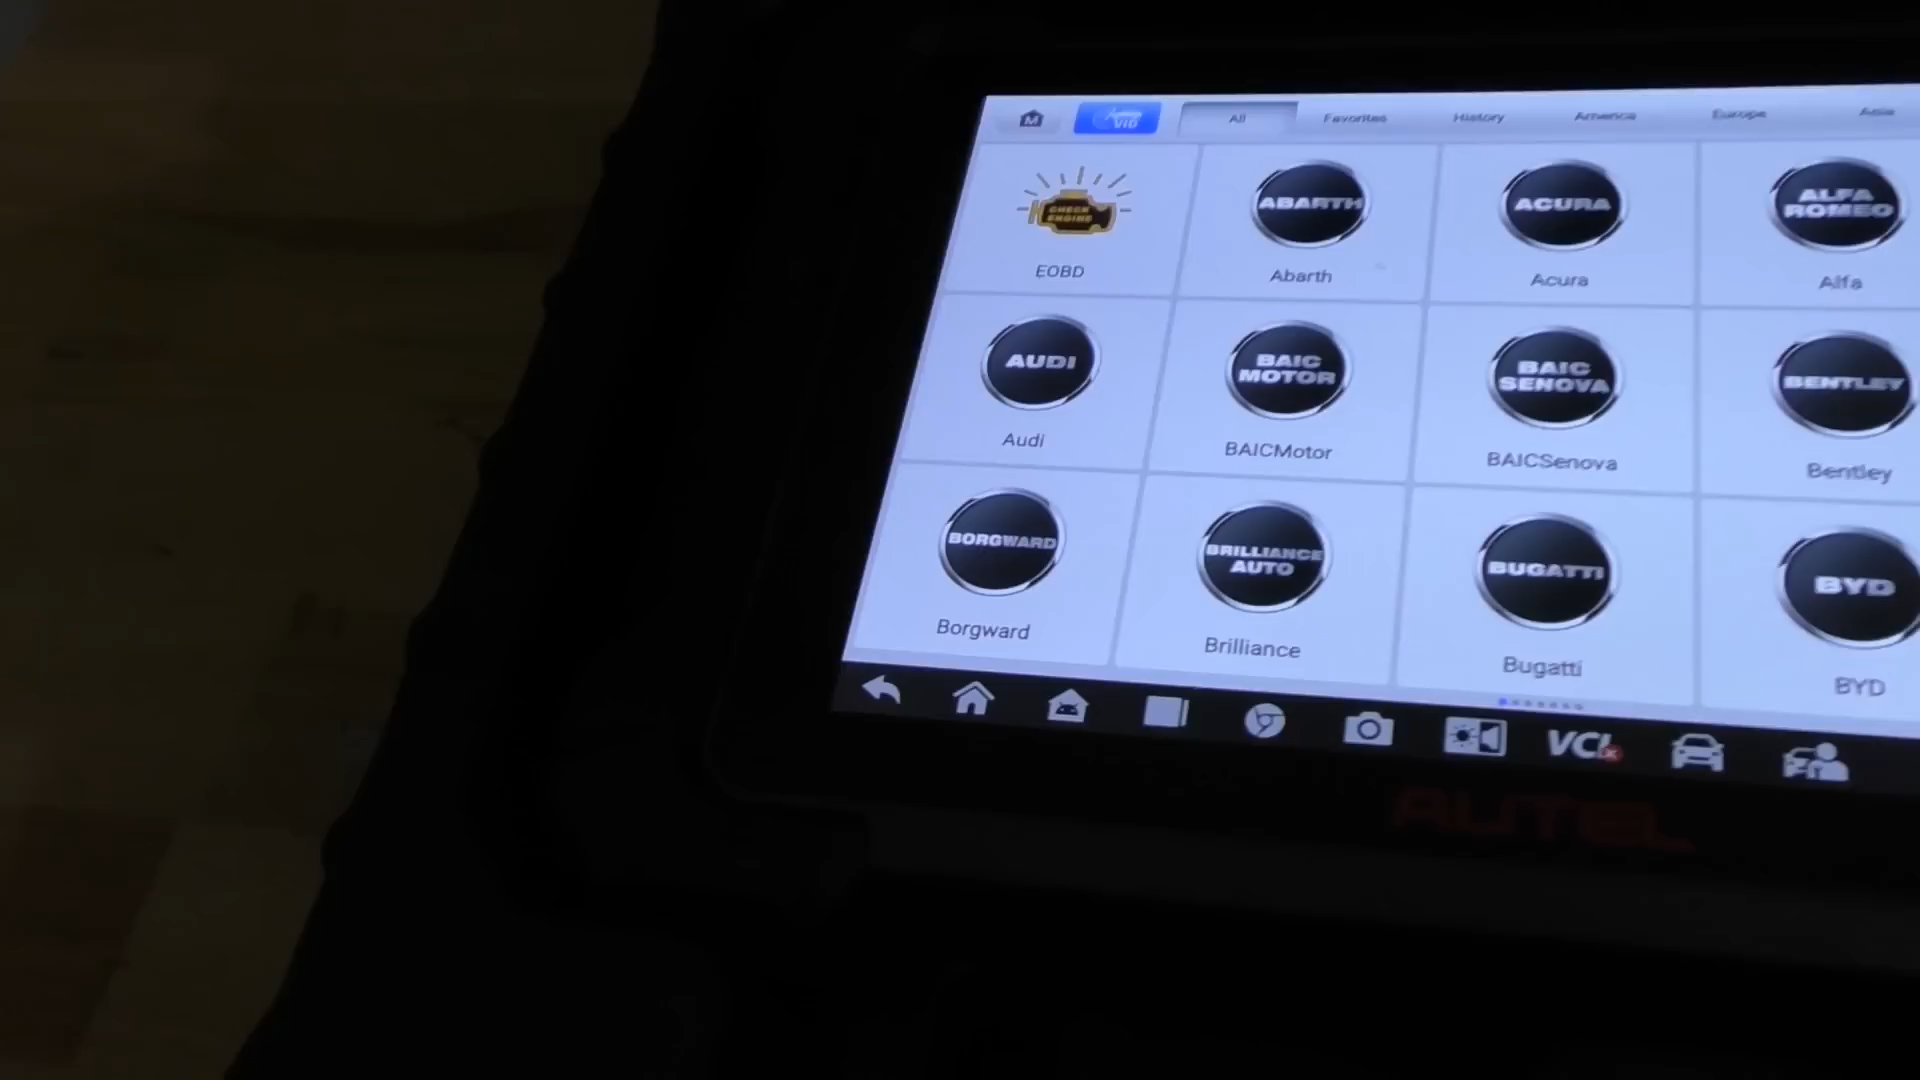 VID All Favorites History America Europe Asia
CHECK
ENGINE
ABARTH
ACURA
ALFA
ROMEO
EOBD
Abarth
Acura
Alfa
AUDI
BAIC
MOTOR
BAIC
SENOVA
BENTLEY
Audi
BAICMotor
BAICSenova
Bentley
BORGWARD
BRILLIANCE
AUTO
BUGATTI
BYD
Borgward
Brilliance
Bugatti
BYD
VCI
AUTEL